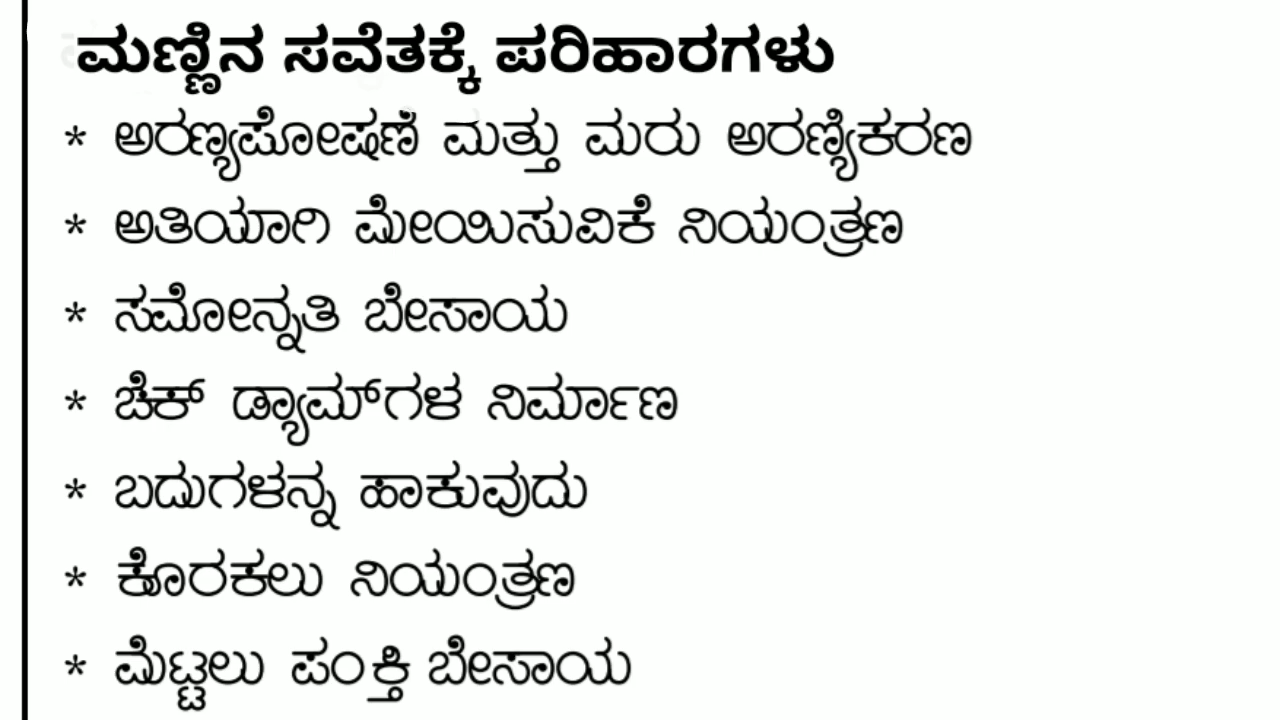 ಮಣ್ಣಿನ ಸವೆತಕ್ಕೆ ಪರಿಹಾರಗಳು
* ಅರಣ್ಯಪೋಷಣೆ ಮತ್ತು ಮರು ಅರಣ್ಯಿಕರಣ
* ಅತಿಯಾಗಿ ಮೇಯಿಸುವಿಕೆ ನಿಯಂತ್ರಣ
* ಸಮೋನ್ನತಿ ಬೇಸಾಯ
* ಚೆಕ್ ಡ್ಯಾಮ್‌ಗಳ ನಿರ್ಮಾಣ
* ಬದುಗಳನ್ನ ಹಾಕುವುದು
* ಕೊರಕಲು ನಿಯಂತ್ರಣ
* ಮೆಟ್ಟಲು ಪಂಕ್ತಿ ಬೇಸಾಯ